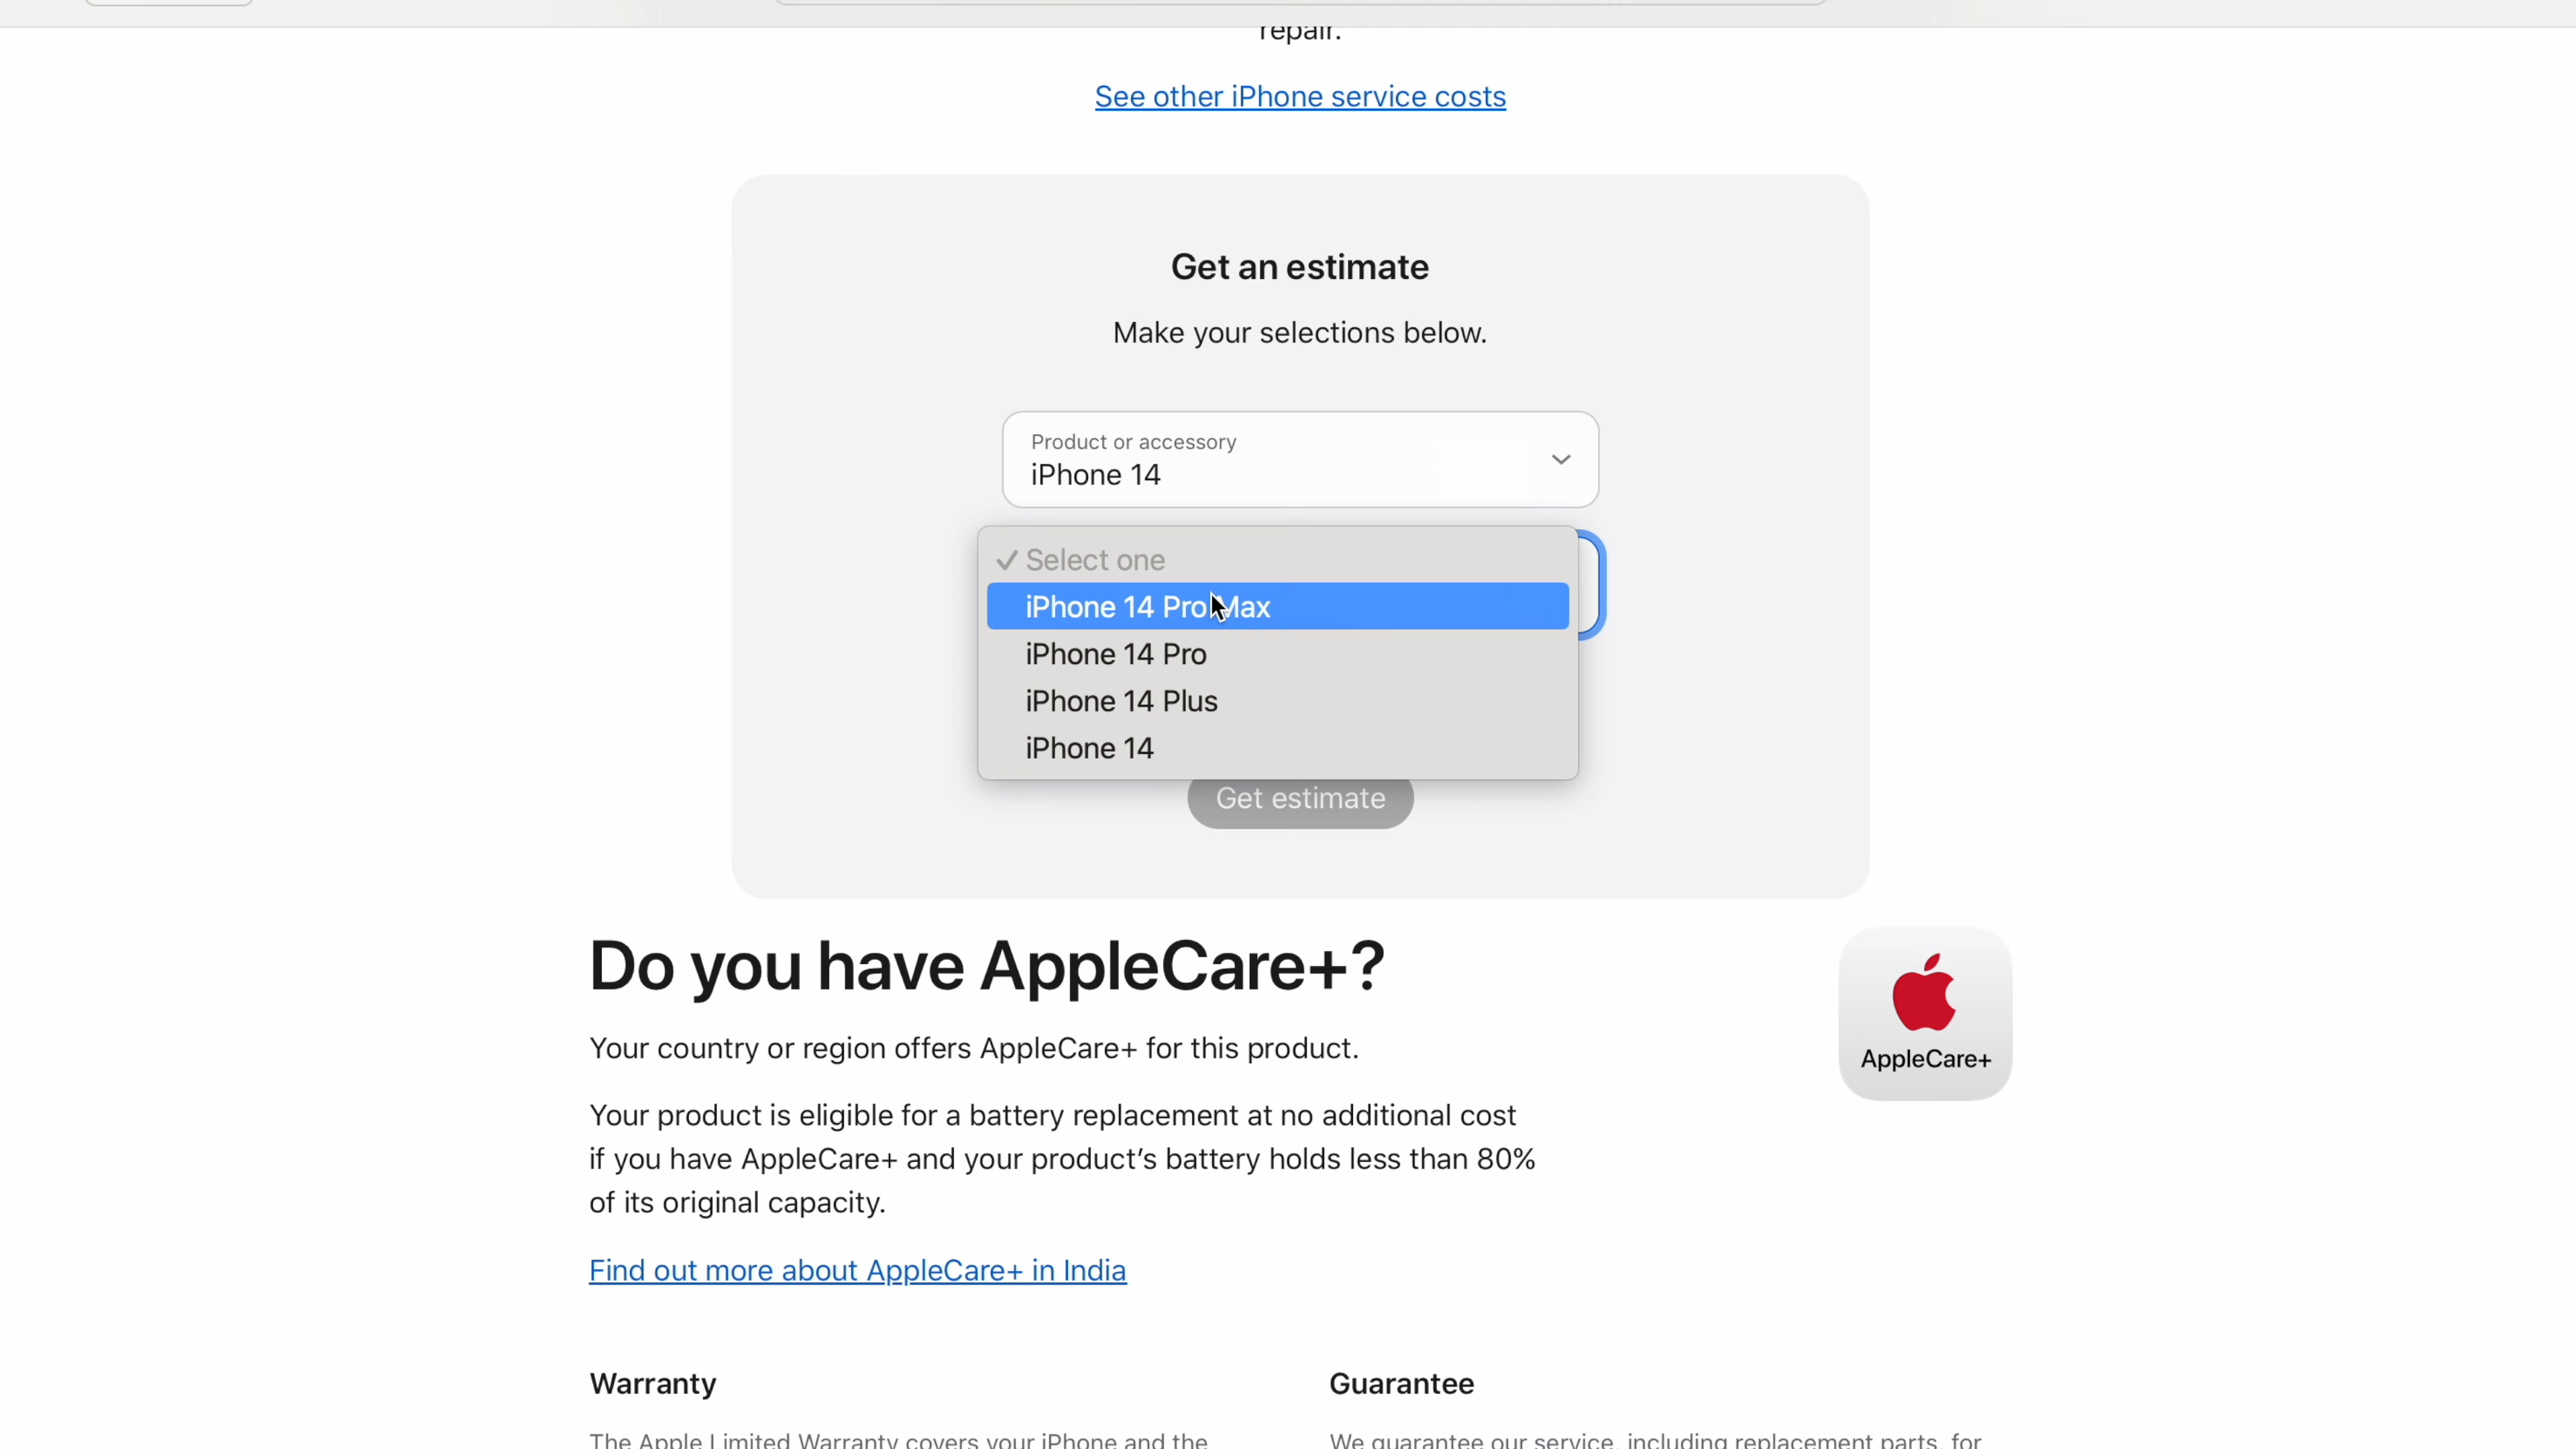 repair.
See other iPhone service costs
Get an estimate
Make your selections below.
Product or accessory
iPhone 14
✓ Select one
iPhone 14 Pro Max
iPhone 14 Pro
iPhone 14 Plus
iPhone 14
Get estimate
Do you have AppleCare+?
Your country or region offers AppleCare+ for this product.
Your product is eligible for a battery replacement at no additional cost
if you have AppleCare+ and your product’s battery holds less than 80%
of its original capacity.
Find out more about AppleCare+ in India
AppleCare+
Warranty
The Apple Limited Warranty covers your iPhone and the
Guarantee
We guarantee our service, including replacement parts, for